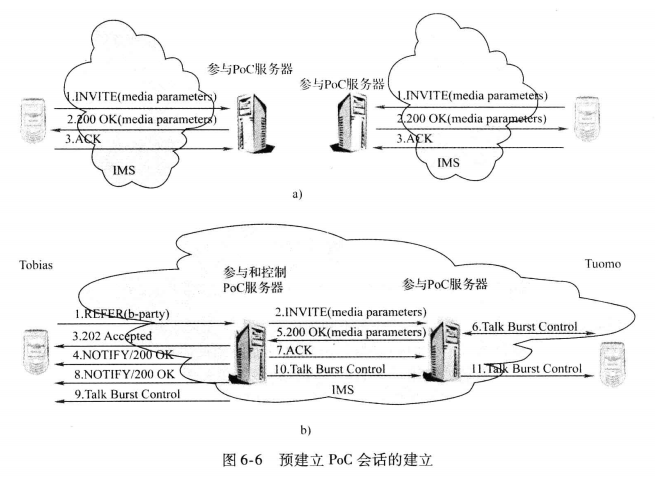 参与PoC服务器
参与PoC服务器
1.INVITE(media parameters)
2.200 OK(media parameters)
3.ACK
IMS
1.INVITE(media parameters)
2.200 OK(media parameters)
3.ACK
IMS
a)
Tobias
参与和控制
PoC服务器
参与PoC服务器
Tuomo
1.REFER(b-party)
2.INVITE(media parameters)
3.202 Accepted
5.200 OK(media parameters)
6.Talk Burst Control
4.NOTIFY/200 OK
7.ACK
8.NOTIFY/200 OK
10.Talk Burst Control
11.Talk Burst Control
9.Talk Burst Control
IMS
b)
图 6-6 预建立 PoC 会话的建立